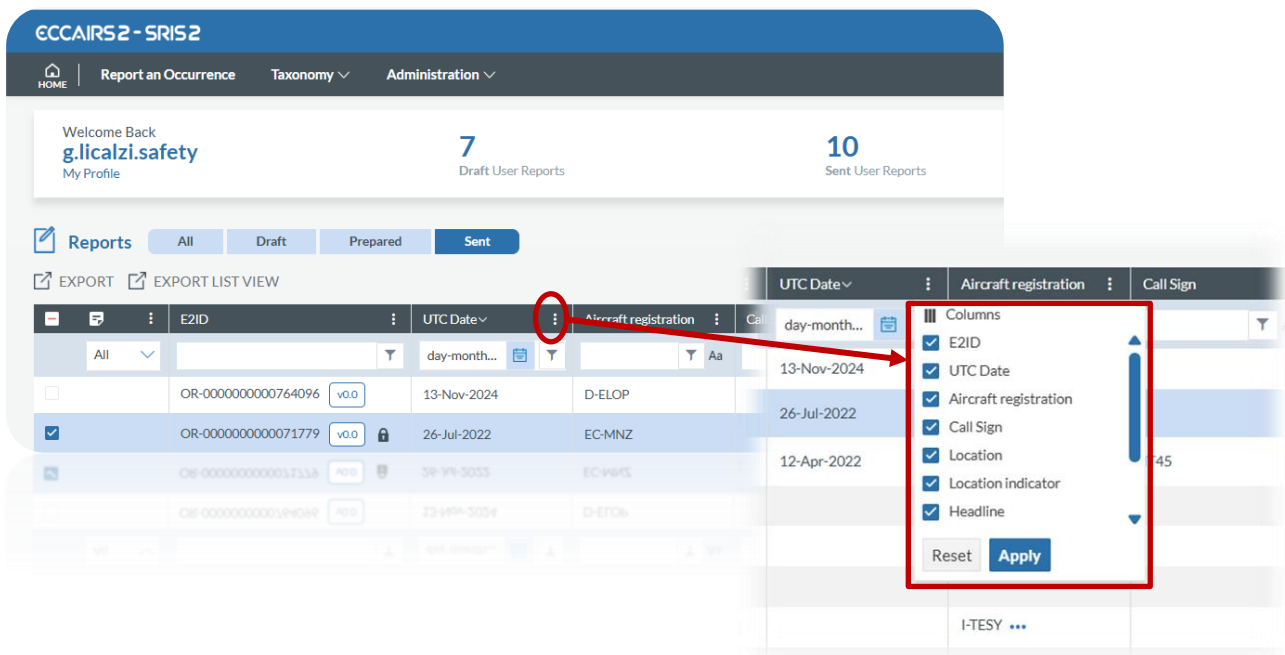 ECCAIRS 2 - SRIS 2
HOME
Report an Occurrence
Taxonomy
Administration
Welcome Back
g.licalzi.safety
My Profile
7
Draft User Reports
10
Sent User Reports
Reports
All
Draft
Prepared
Sent
EXPORT
EXPORT LIST VIEW
E2ID
UTC Date
Aircraft registration
Cal
All
day-month...
Aa
OR-0000000000764096
v0.0
13-Nov-2024
D-ELOP
OR-0000000000071779
v0.0
26-Jul-2022
EC-MNZ
UTC Date
Aircraft registration
Call Sign
day-month...
13-Nov-2024
26-Jul-2022
12-Apr-2022
Columns
E2ID
UTC Date
Aircraft registration
Call Sign
Location
Location indicator
Headline
Reset
Apply
T45
I-TESY